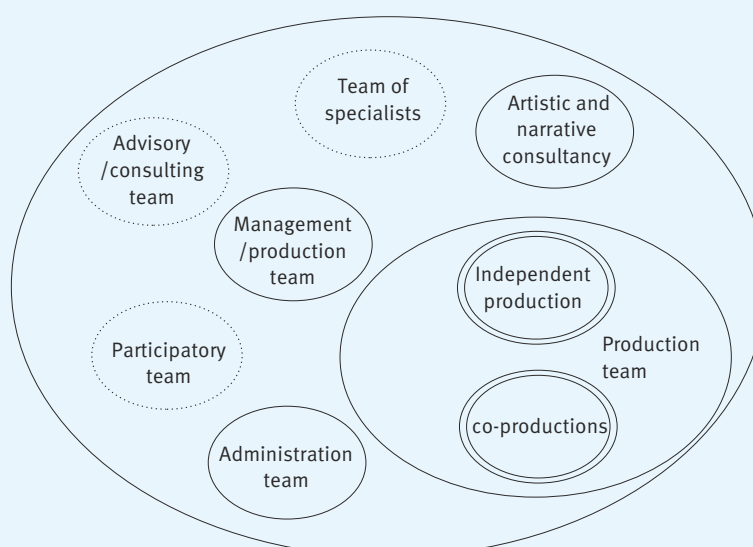 Team of
specialists
Artistic and
narrative
consultancy
Advisory
/consulting
team
Management
/production
team
Independent
production
Production
team
Participatory
team
co-productions
Administration
team